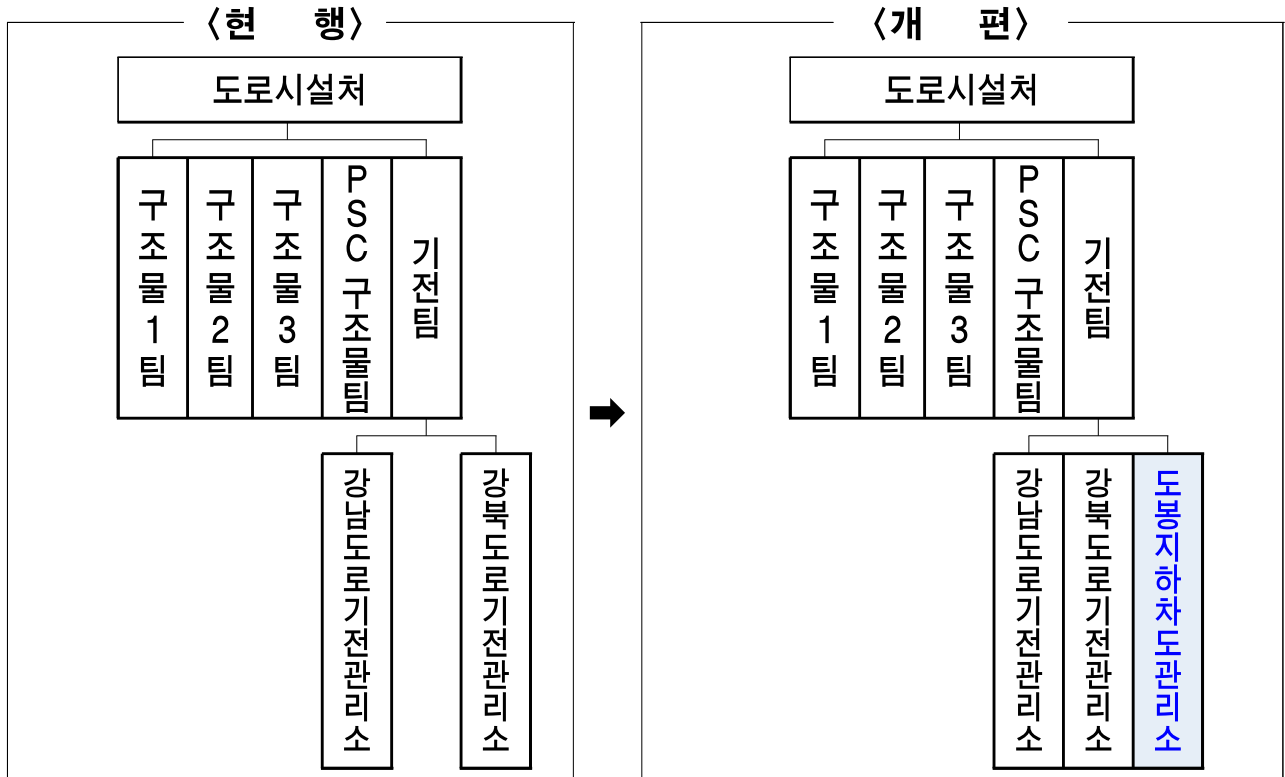 〈현 행〉
도로시설처
구조물1팀
구조물2팀
구조물3팀
PSC 구조물팀
기전팀
강남도로기전관리소
강북도로기전관리소
〈개 편〉
도로시설처
구조물1팀
구조물2팀
구조물3팀
PSC 구조물팀
기전팀
강남도로기전관리소
강북도로기전관리소
도봉지하차도관리소